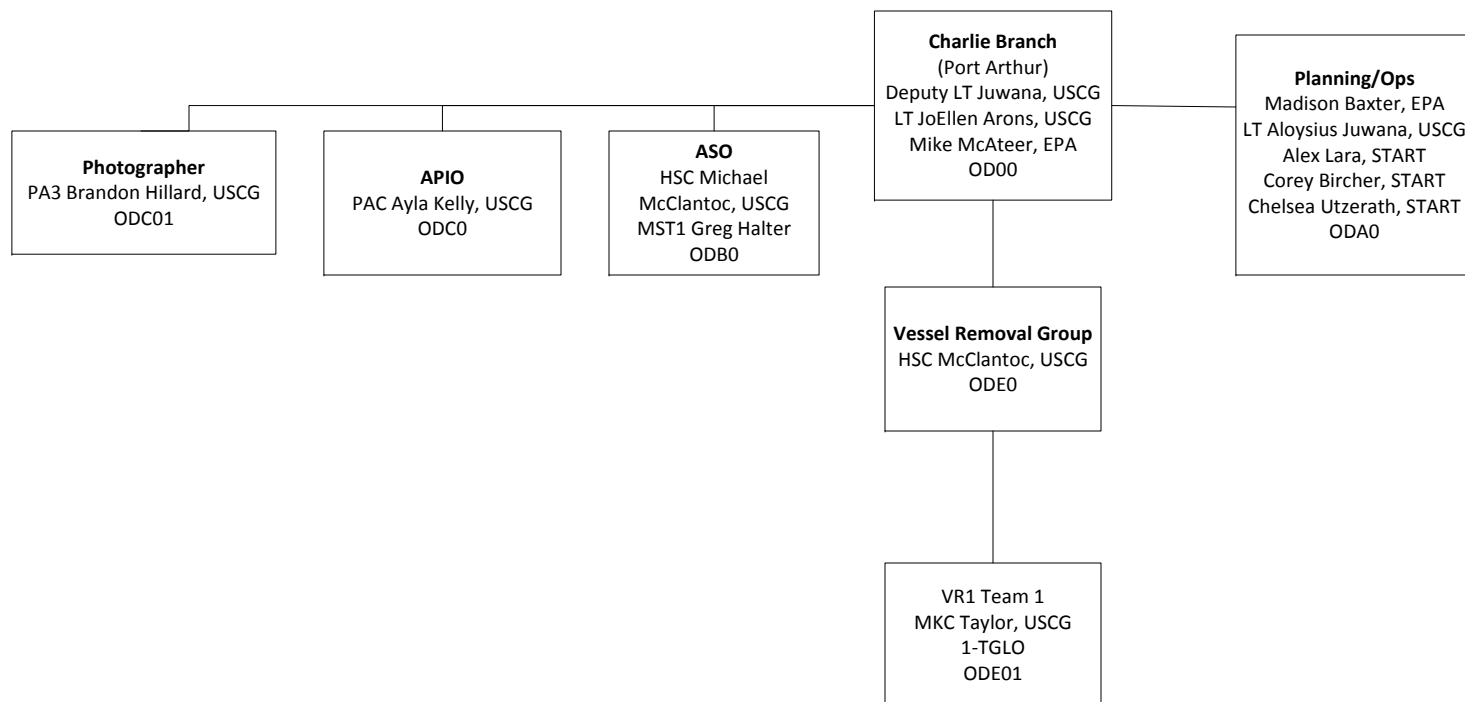 Charlie Branch
(Port Arthur)
Deputy LT Juwana, USCG
LT JoEllen Arons, USCG
Mike McAteer, EPA
OD00
Planning/Ops
Madison Baxter, EPA
LT Aloysius Juwana, USCG
Alex Lara, START
Corey Bircher, START
Chelsea Utzerath, START
ODA0
Photographer
PA3 Brandon Hillard, USCG
ODC01
APIO
PAC Ayla Kelly, USCG
ODC0
ASO
HSC Michael
McClantoc, USCG
MST1 Greg Halter
ODB0
Vessel Removal Group
HSC McClantoc, USCG
ODE0
VR1 Team 1
MKC Taylor, USCG
1-TGLO
ODE01